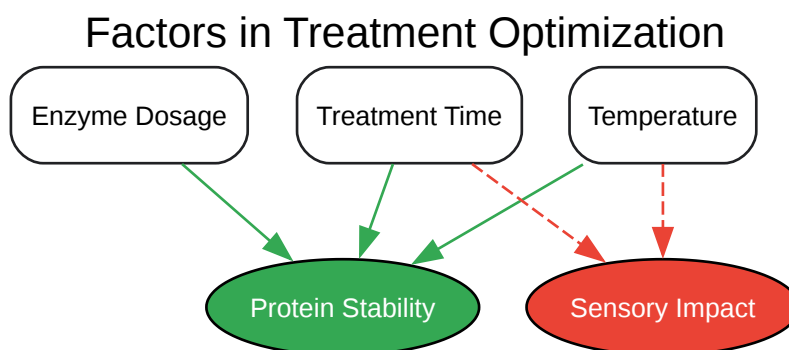 Factors in Treatment Optimization
Enzyme Dosage
Treatment Time
Temperature
Protein Stability
Sensory Impact